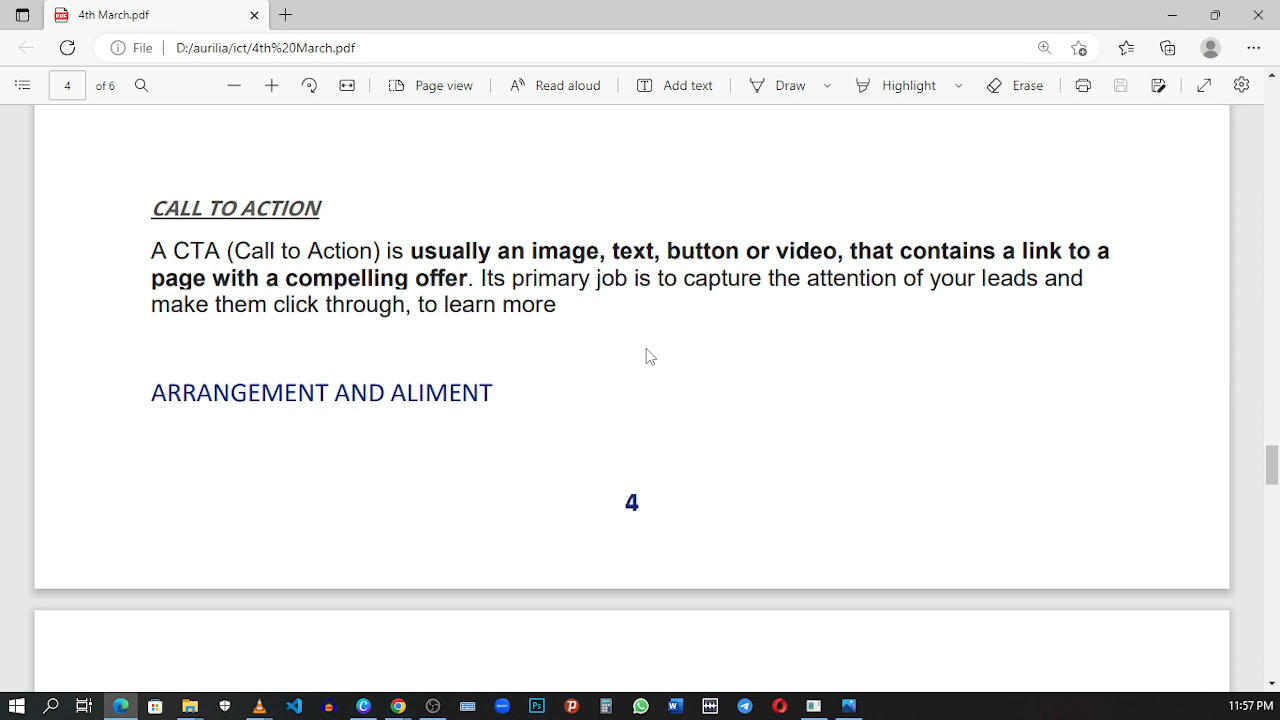 4th March.pdf
File
D:/aurilia/ict/4th%20March.pdf
4 of 6
Page view
Read aloud
Add text
Draw
Highlight
Erase
CALL TO ACTION
A CTA (Call to Action) is usually an image, text, button or video, that contains a link to a
page with a compelling offer. Its primary job is to capture the attention of your leads and
make them click through, to learn more
ARRANGEMENT AND ALIMENT
4
11:57 PM